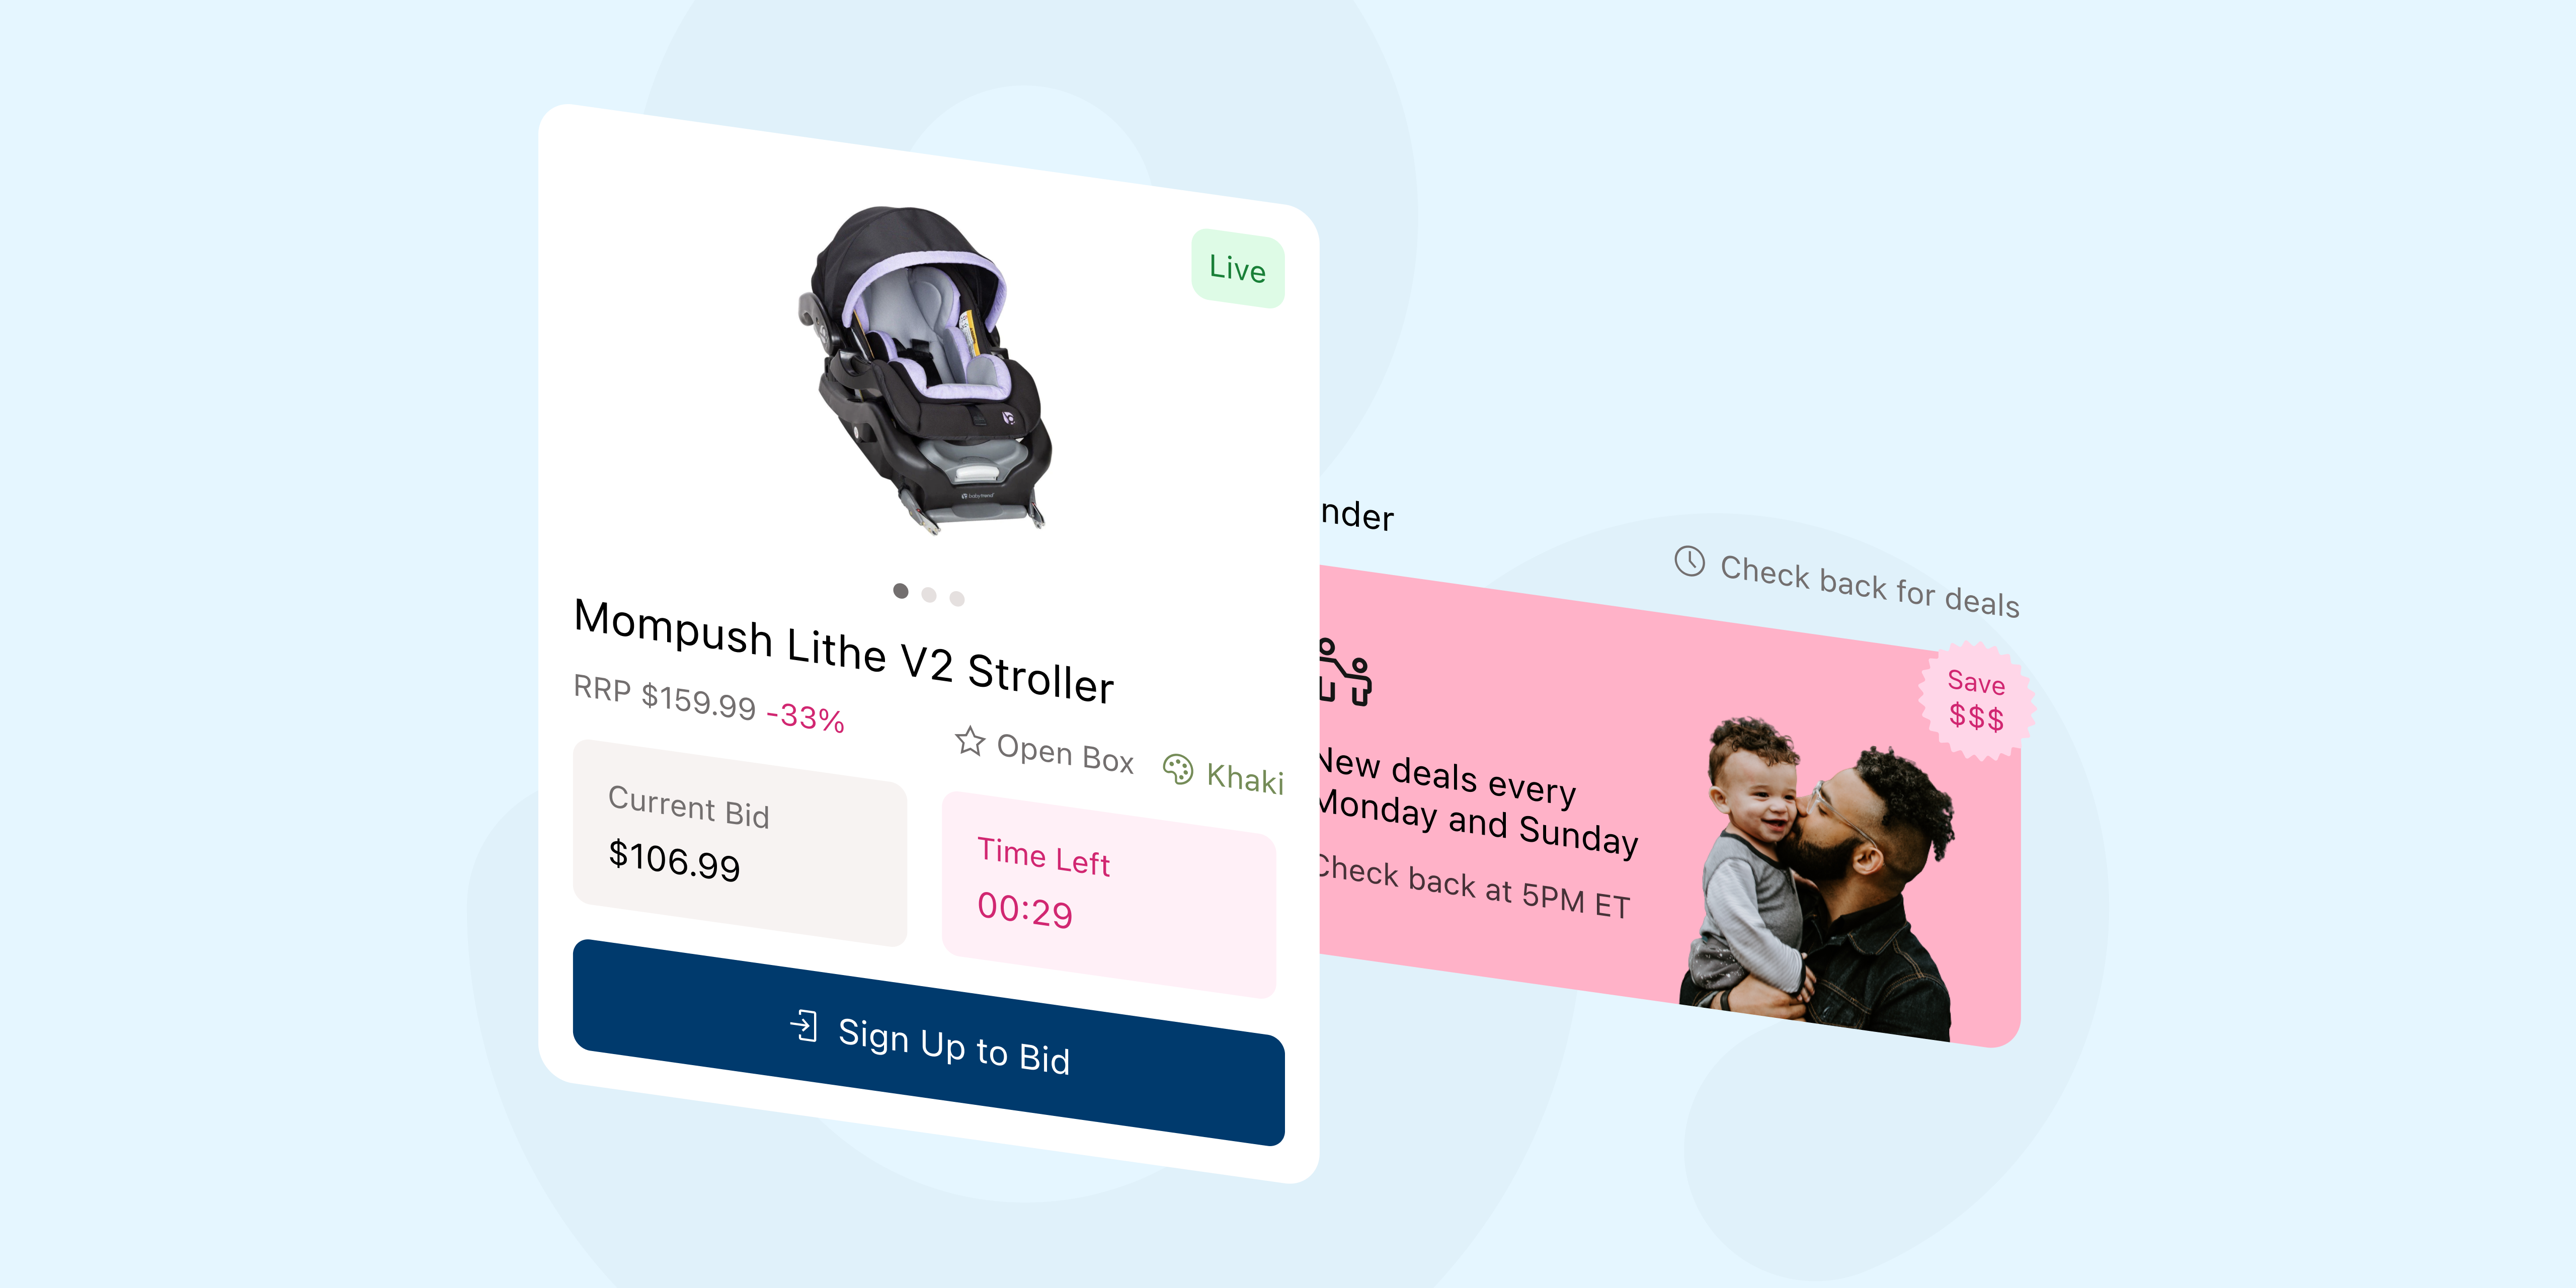 Live
Mompush Lithe V2 Stroller
RRP $159.99 -33%
Open Box
Khaki
Current Bid
$106.99
Time Left
00:29
Sign Up to Bid
nder
Check back for deals
Save
$$$
New deals every
Monday and Sunday
Check back at 5PM ET
babytrend